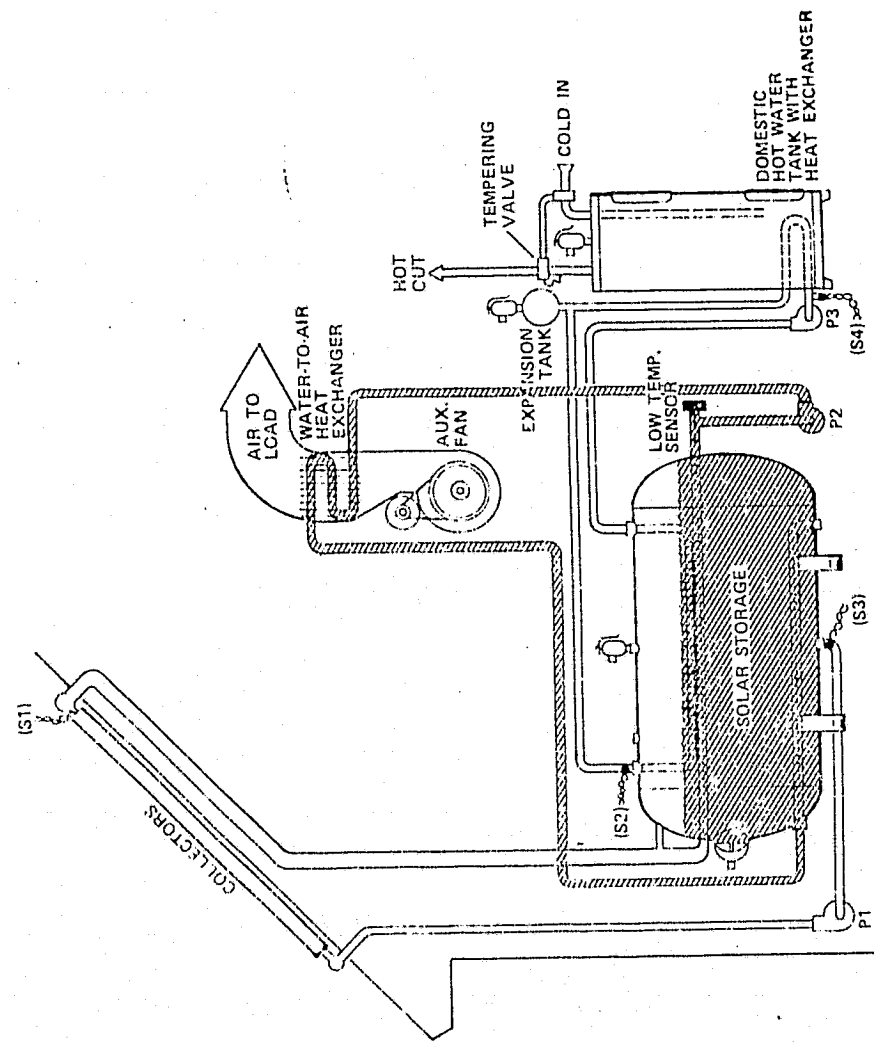 (S1)
COLLECTORS
AIR TO
LOAD
WATER-TO-AIR
HEAT
EXCHANGER
AUX.
FAN
HOT
CUT
TEMPERING
VALVE
COLD IN
EXPANSION
TANK
LOW TEMP.
SENSOR
DOMESTIC
HOT WATER
TANK WITH
HEAT EXCHANGER
P3
(S4)
P2
(S2)
SOLAR STORAGE
(S3)
P1